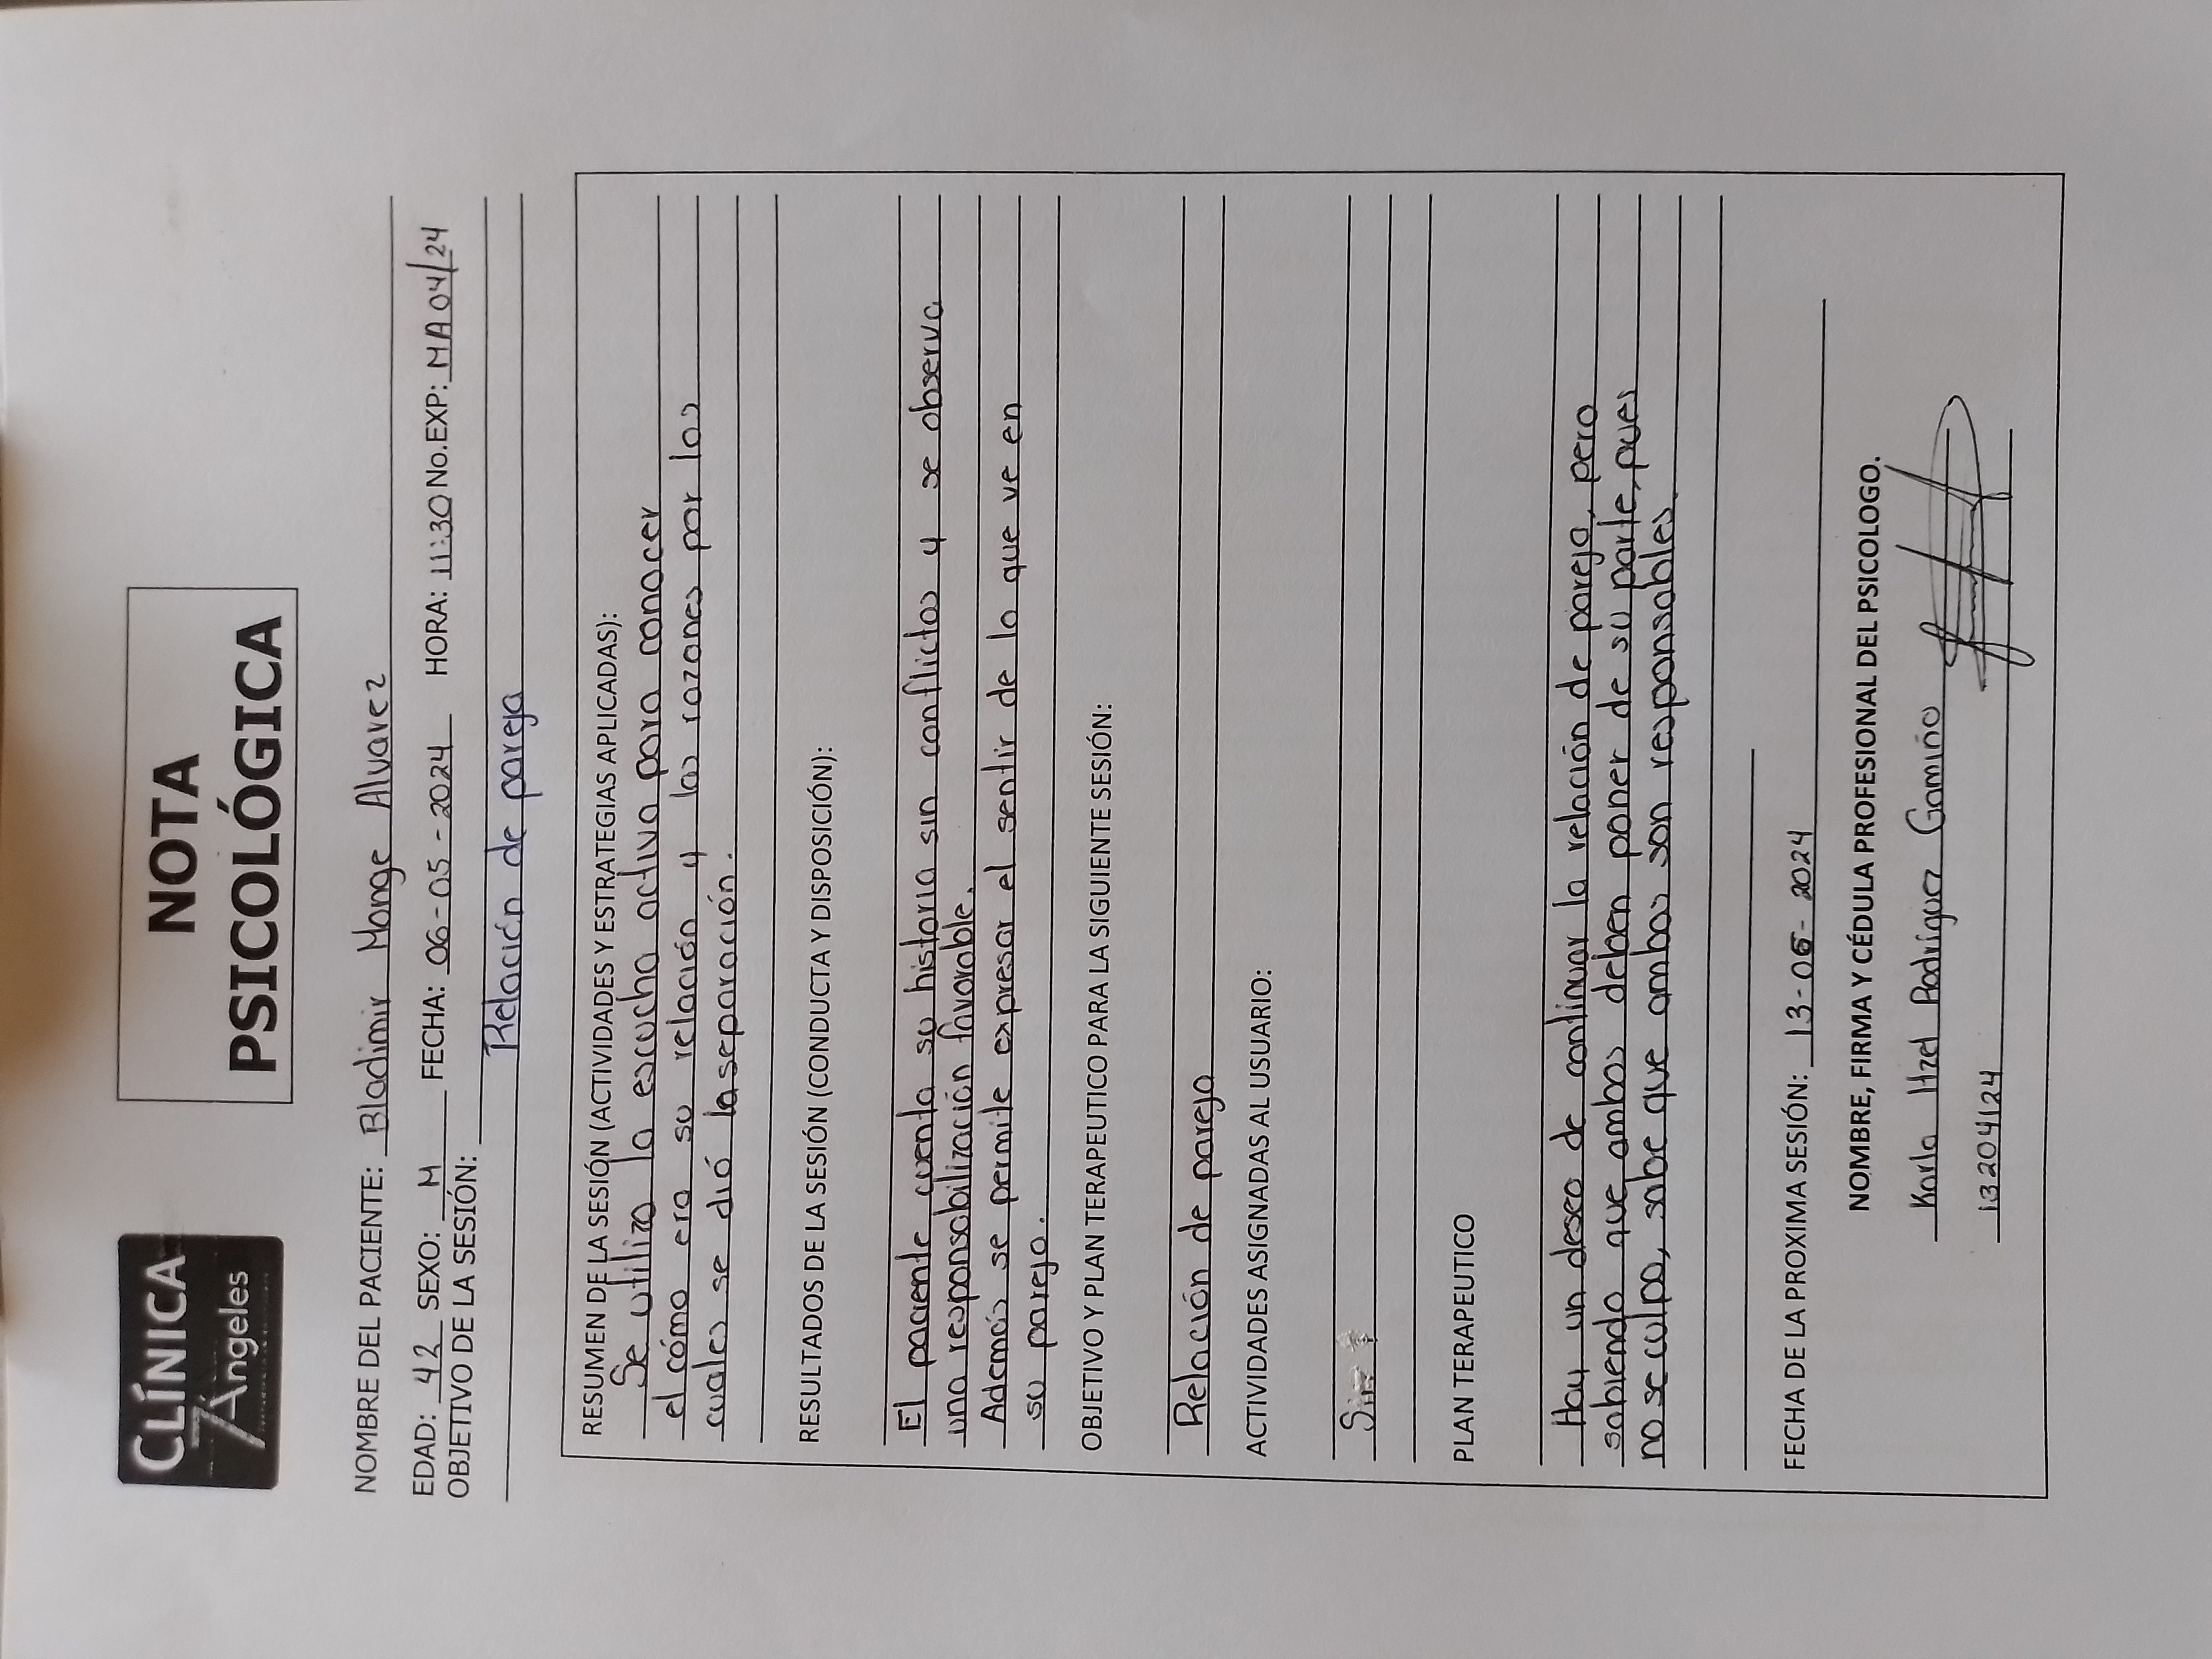 CLÍNICA
7Ángeles
NOTA
PSICOLÓGICA
NOMBRE DEL PACIENTE: Bladimir Monge Alvarez
EDAD: 42 SEXO: M FECHA: 06-05-2024 HORA: 11:30 No.EXP: MA04/24
OBJETIVO DE LA SESIÓN:
Relación de pareja
RESUMEN DE LA SESIÓN (ACTIVIDADES Y ESTRATEGIAS APLICADAS):
Se utiliza la escucha activa para conocer
el cómo era su relación y las razones por las
cuales se dió la separación.
RESULTADOS DE LA SESIÓN (CONDUCTA Y DISPOSICIÓN):
El paciente cuenta su historia sin conflictos y se observa
una responsabilización favorable.
Además se permite expresar el sentir de lo que ve en
su pareja.
OBJETIVO Y PLAN TERAPEUTICO PARA LA SIGUIENTE SESIÓN:
Relación de pareja
ACTIVIDADES ASIGNADAS AL USUARIO:
PLAN TERAPEUTICO
Hay un deseo de continuar la relación de pareja, pero
sabiendo que ambos deben poner de su parte, pues
no se culpa, sabe que ambos son responsables.
FECHA DE LA PROXIMA SESIÓN: 13-05-2024
NOMBRE, FIRMA Y CÉDULA PROFESIONAL DEL PSICOLOGO.
Karla Itzel Rodríguez Gamiño
13204124